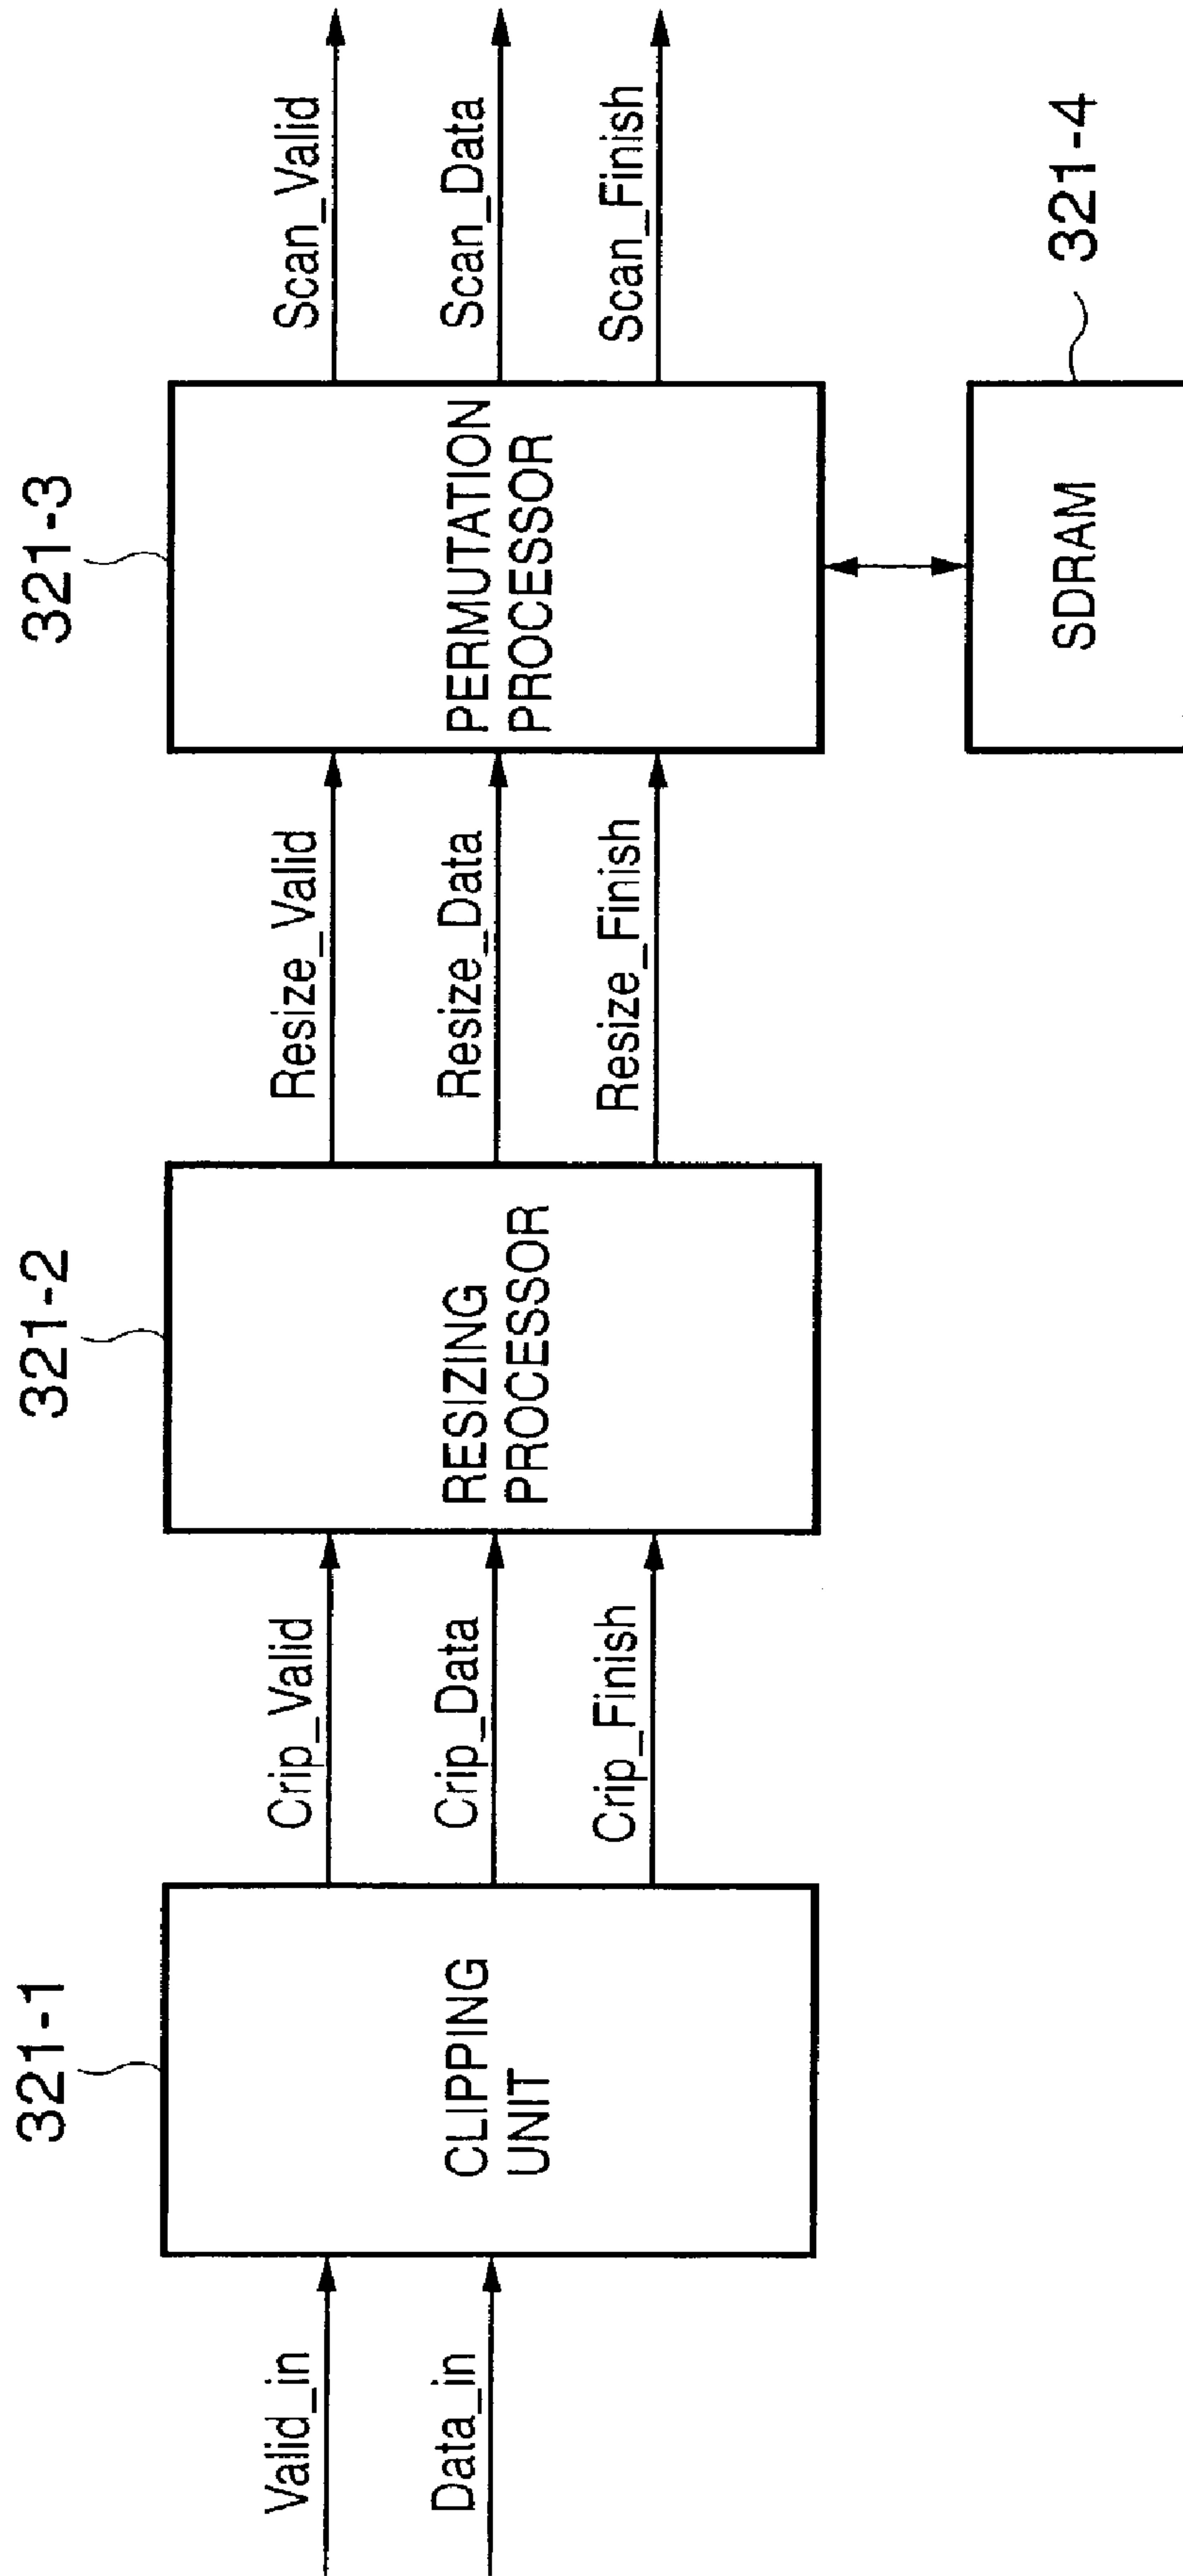 321-1
321-2
321-3
Valid_in
Data_in
CLIPPING
UNIT
Crip_Valid
Crip_Data
Crip_Finish
RESIZING
PROCESSOR
Resize_Valid
Resize_Data
Resize_Finish
PERMUTATION
PROCESSOR
Scan_Valid
Scan_Data
Scan_Finish
SDRAM
321-4